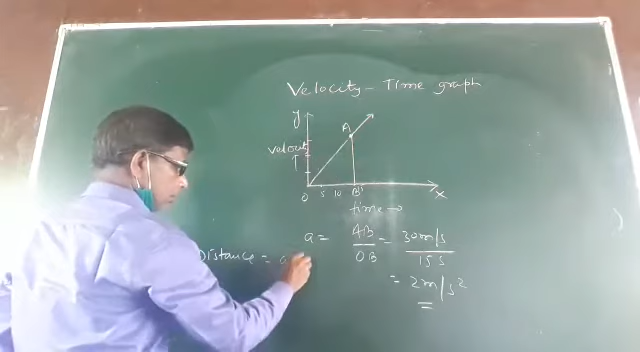 Velocity - Time graph
y
A
velocity
0 5 10 B
x
time →
a = AB/OB = 30m/s / 15 s
= 2m/s²
Distance =